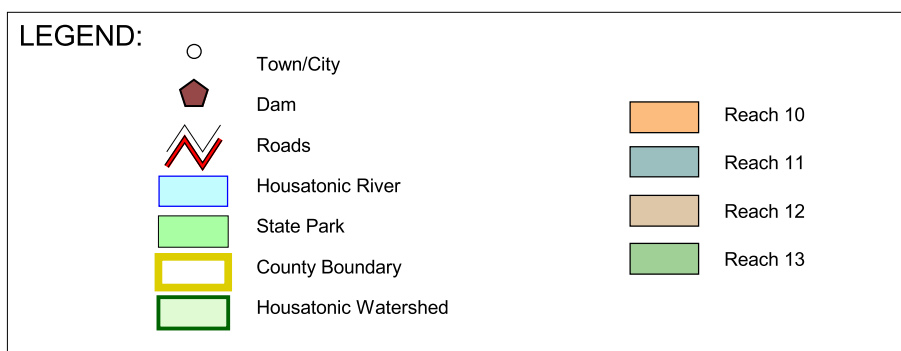 LEGEND:
Town/City
Dam
Roads
Housatonic River
State Park
County Boundary
Housatonic Watershed
Reach 10
Reach 11
Reach 12
Reach 13